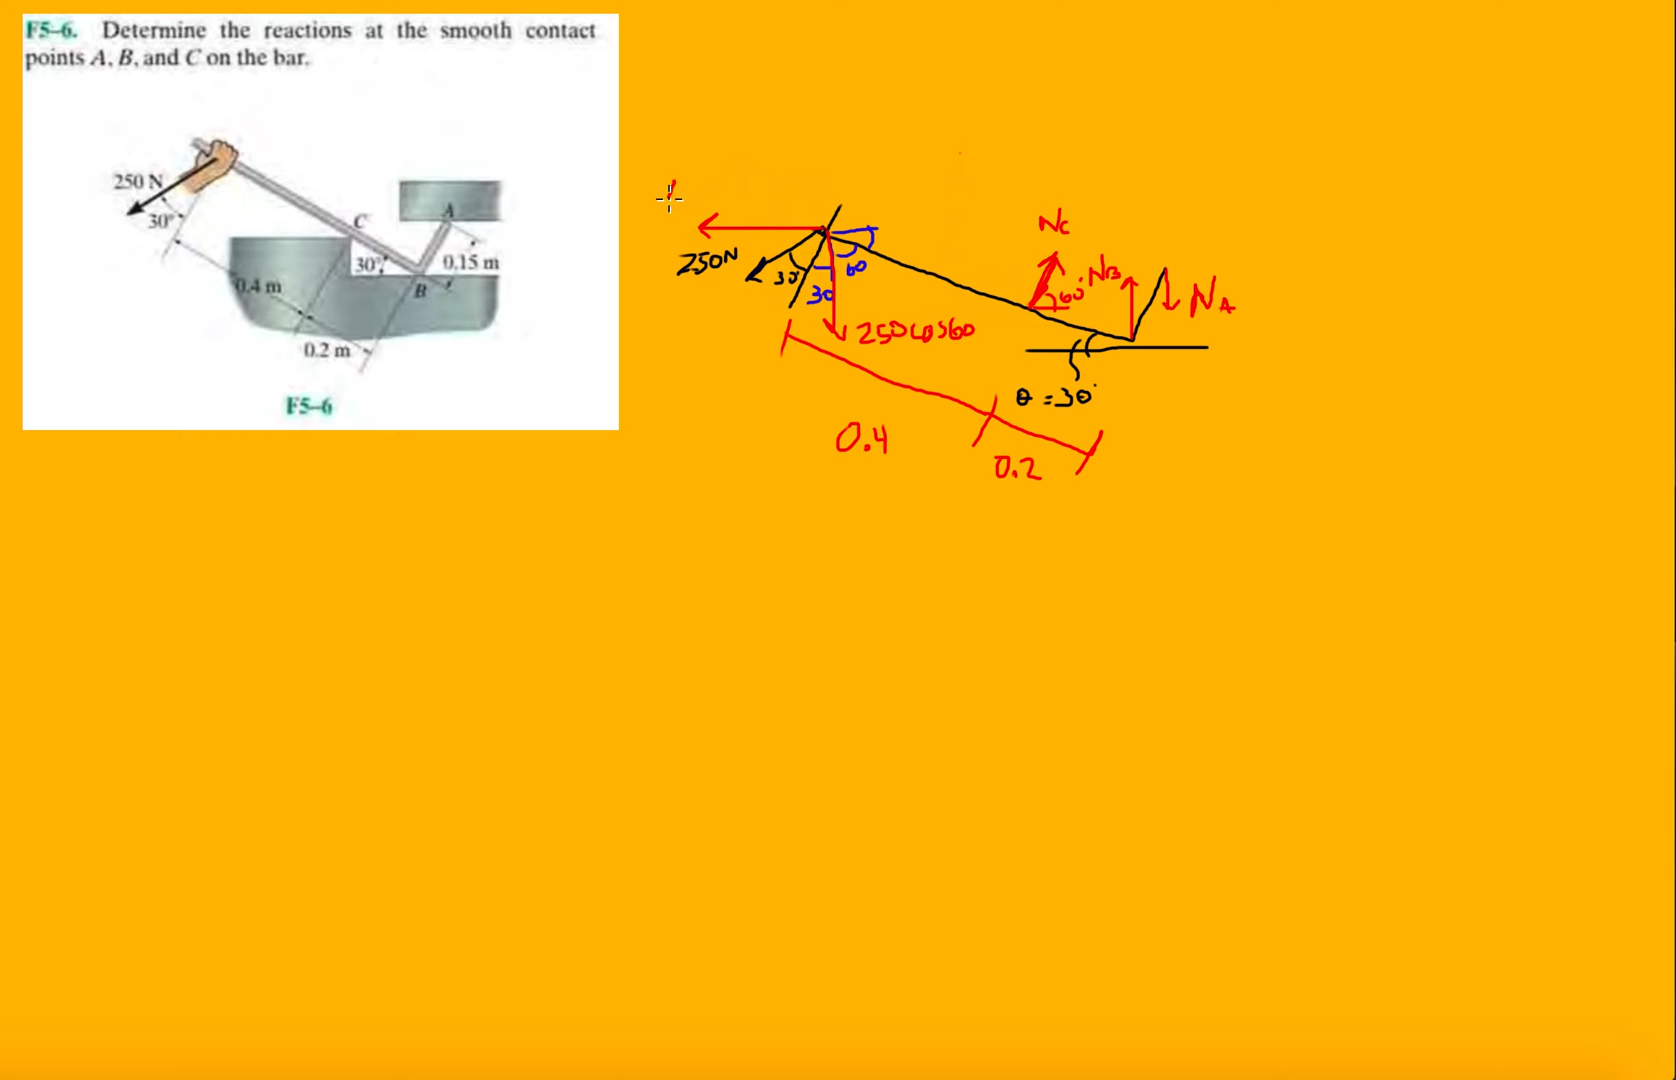 F5–6. Determine the reactions at the smooth contact
points A, B, and C on the bar.
250 N
30°
C
A
30°
0.15 m
0.4 m
B
0.2 m
F5–6
250N
30
30
60
250cos60
Nc
60°
NB
NA
θ = 30°
0.4
0.2